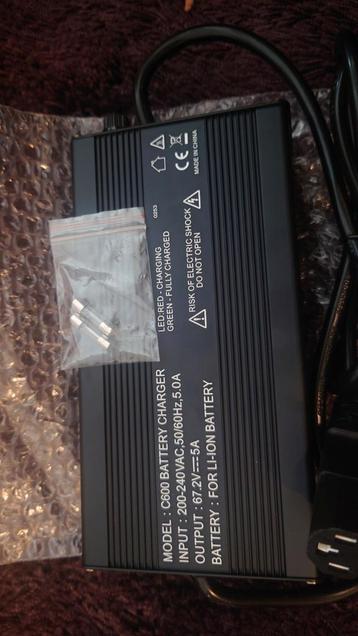 MODEL : C600 BATTERY CHARGER
INPUT : 200-240VAC,50/60Hz,5.0A
OUTPUT : 67.2V⎓5A
BATTERY : FOR LI-ION BATTERY
LED:RED - CHARGING
GREEN - FULLY CHARGED
RISK OF ELECTRIC SHOCK
DO NOT OPEN
0253
CE
MADE IN CHINA